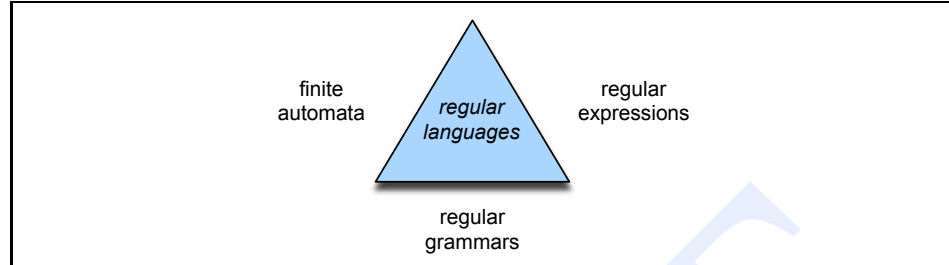 finite
automata
regular
languages
regular
expressions
regular
grammars